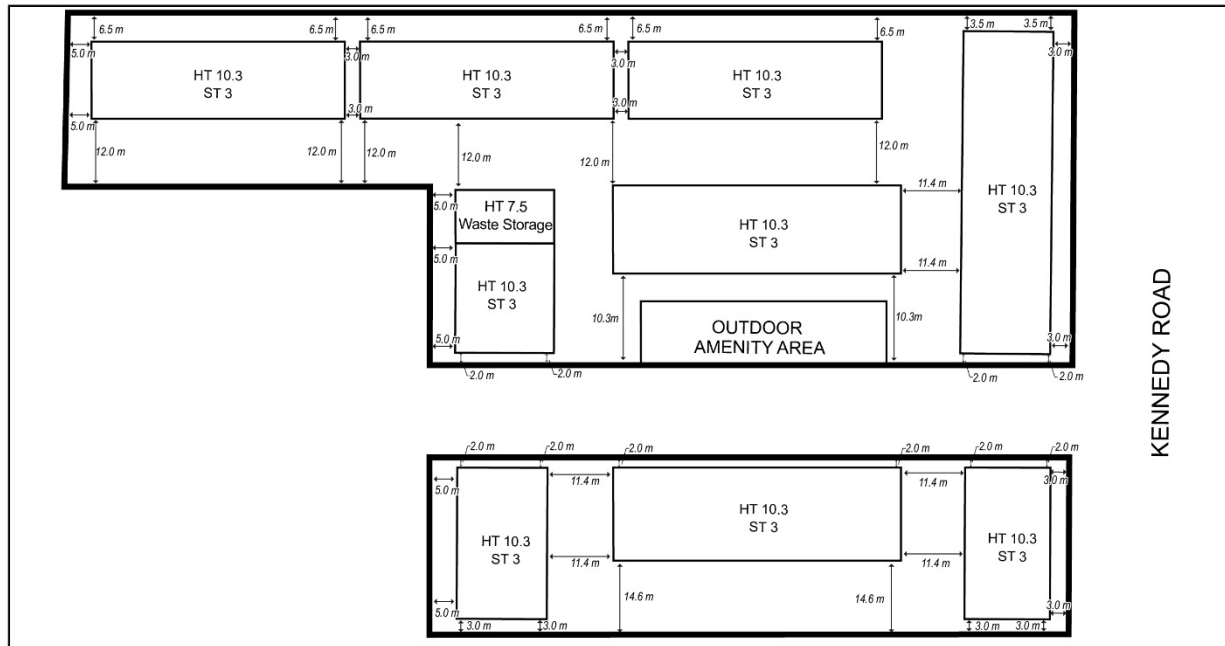 6.5 m
6.5 m
6.5 m
6.5 m
6.5 m
6.5 m
3.5 m
3.5 m
5.0 m
3.0 m
3.0 m
3.0 m
HT 10.3
ST 3
HT 10.3
ST 3
HT 10.3
ST 3
5.0 m
3.0 m
3.0 m
12.0 m
12.0 m
12.0 m
12.0 m
12.0 m
12.0 m
HT 10.3
ST 3
11.4 m
5.0 m
HT 7.5
Waste Storage
HT 10.3
ST 3
5.0 m
HT 10.3
ST 3
11.4 m
10.3m
10.3m
OUTDOOR
AMENITY AREA
5.0 m
3.0 m
2.0 m
2.0 m
2.0 m
2.0 m
KENNEDY ROAD
2.0 m
2.0 m
2.0 m
2.0 m
2.0 m
2.0 m
5.0 m
11.4 m
11.4 m
3.0 m
HT 10.3
ST 3
HT 10.3
ST 3
HT 10.3
ST 3
11.4 m
11.4 m
5.0 m
14.6 m
14.6 m
3.0 m
3.0 m
3.0 m
3.0 m
3.0 m